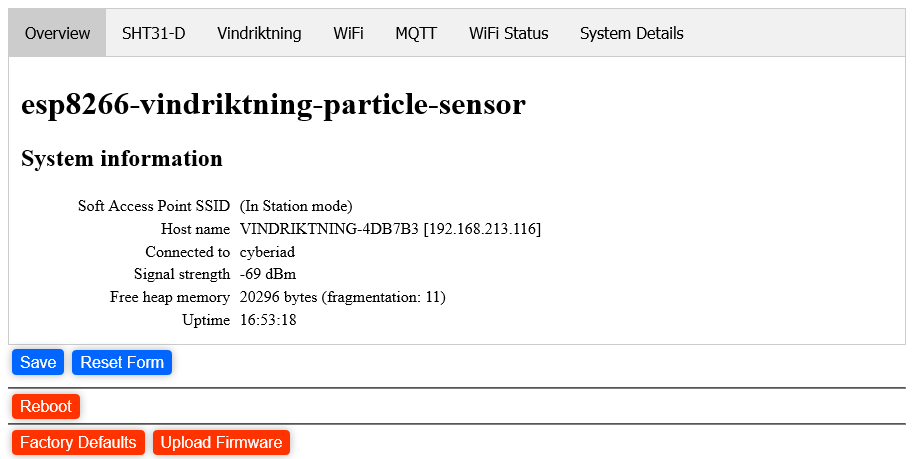 Overview SHT31-D Vindriktning WiFi MQTT WiFi Status System Details
esp8266-vindriktning-particle-sensor
System information
Soft Access Point SSID (In Station mode)
Host name VINDRIKTNING-4DB7B3 [192.168.213.116]
Connected to cyberiad
Signal strength -69 dBm
Free heap memory 20296 bytes (fragmentation: 11)
Uptime 16:53:18
Save Reset Form
Reboot
Factory Defaults Upload Firmware